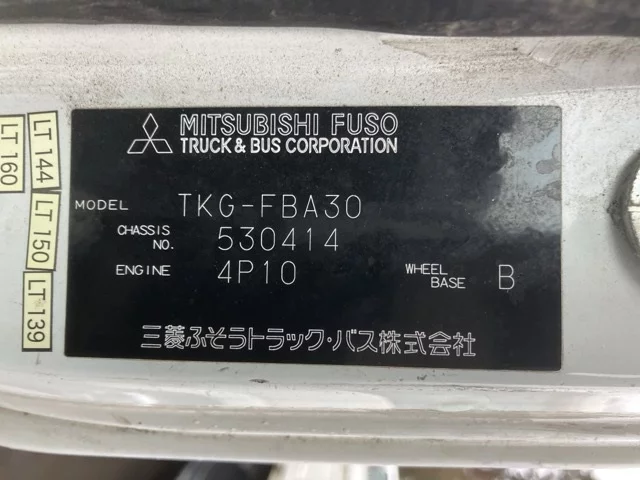 MITSUBISHI FUSO
TRUCK & BUS CORPORATION
MODEL TKG-FBA30
CHASSIS NO. 530414
ENGINE 4P10 WHEEL BASE B
三菱ふそうトラック・バス株式会社
LT 160
LT 144
LT 150
LT 139